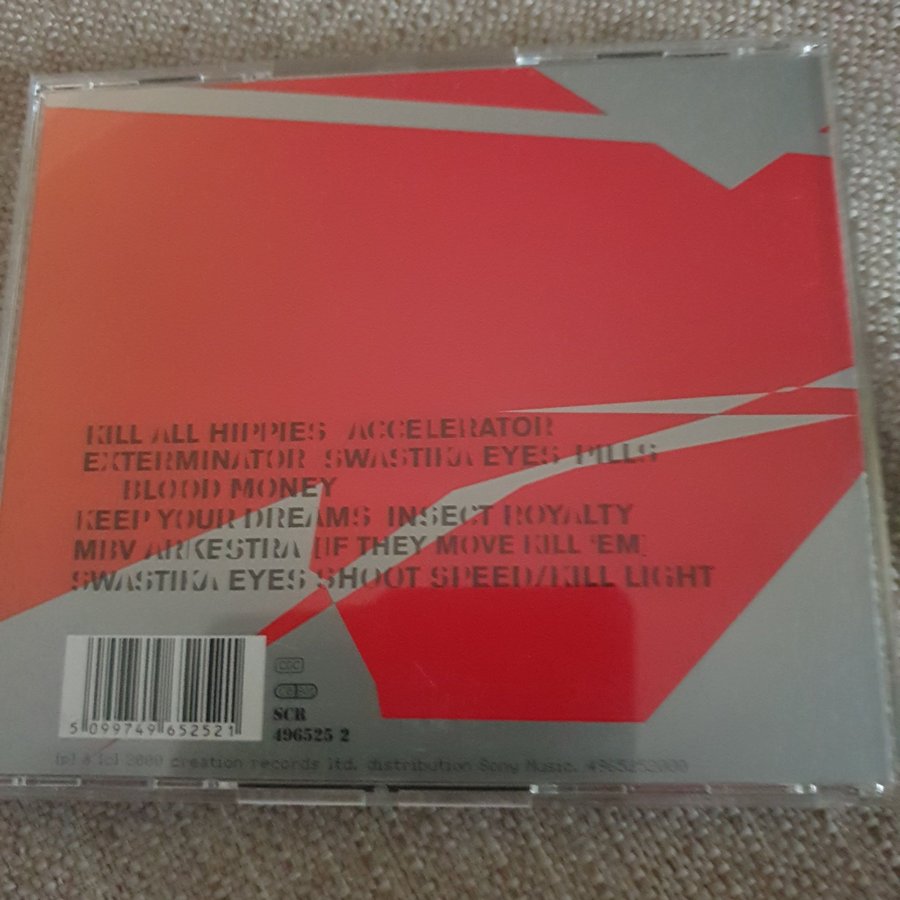 KILL ALL HIPPIES ACCELERATOR
EXTERMINATOR SWASTIKA EYES PILLS
BLOOD MONEY
KEEP YOUR DREAMS INSECT ROYALTY
MBV ARKESTRA [IF THEY MOVE KILL 'EM]
SWASTIKA EYES SHOOT SPEED/KILL LIGHT
SCR
496525 2
5 099749 652521
[p] & [c] 2000 creation records ltd. distribution Sony Music. 4965252000